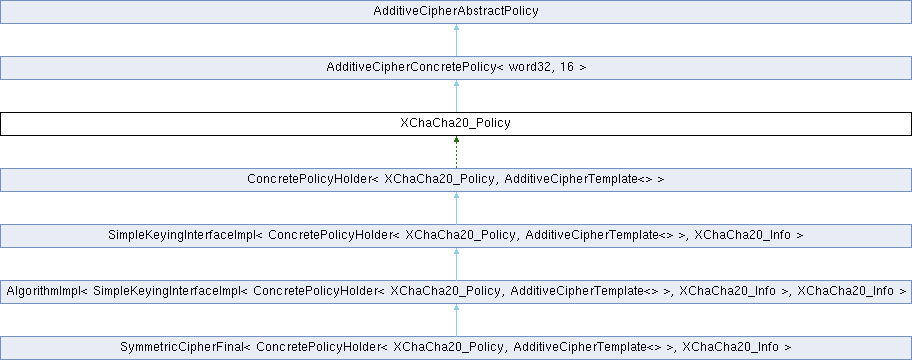 AdditiveCipherAbstractPolicy
AdditiveCipherConcretePolicy< word32, 16 >
XChaCha20_Policy
ConcretePolicyHolder< XChaCha20_Policy, AdditiveCipherTemplate<> >
SimpleKeyingInterfaceImpl< ConcretePolicyHolder< XChaCha20_Policy, AdditiveCipherTemplate<> >, XChaCha20_Info >
AlgorithmImpl< SimpleKeyingInterfaceImpl< ConcretePolicyHolder< XChaCha20_Policy, AdditiveCipherTemplate<> >, XChaCha20_Info >, XChaCha20_Info >
SymmetricCipherFinal< ConcretePolicyHolder< XChaCha20_Policy, AdditiveCipherTemplate<> >, XChaCha20_Info >